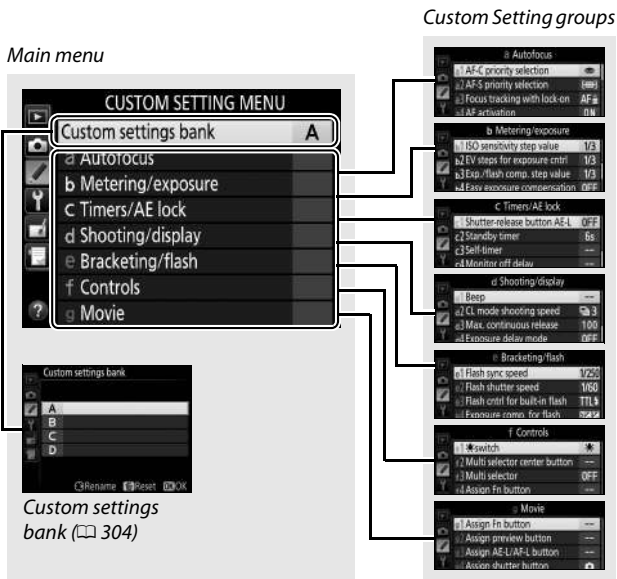 Custom Setting groups
Main menu
CUSTOM SETTING MENU
Custom settings bank A
a Autofocus
b Metering/exposure
c Timers/AE lock
d Shooting/display
e Bracketing/flash
f Controls
g Movie
?
Custom settings bank
A
B
C
D
Rename Reset OK OK
Custom settings
bank (304)
a Autofocus
a1 AF-C priority selection
a2 AF-S priority selection
a3 Focus tracking with lock-on AF
a4 AF activation ON
b Metering/exposure
b1 ISO sensitivity step value 1/3
b2 EV steps for exposure cntrl 1/3
b3 Exp./flash comp. step value 1/3
b4 Easy exposure compensation OFF
c Timers/AE lock
c1 Shutter-release button AE-L OFF
c2 Standby timer 6s
c3 Self-timer --
c4 Monitor off delay
d Shooting/display
d1 Beep --
d2 CL mode shooting speed 3
d3 Max. continuous release 100
d4 Exposure delay mode OFF
e Bracketing/flash
e1 Flash sync speed 1/250
e2 Flash shutter speed 1/60
e3 Flash cntrl for built-in flash TTL
e4 Exposure comp. for flash
f Controls
f1 switch
f2 Multi selector center button --
f3 Multi selector OFF
f4 Assign Fn button --
g Movie
g1 Assign Fn button --
g2 Assign preview button --
g3 Assign AE-L/AF-L button --
g4 Assign shutter button